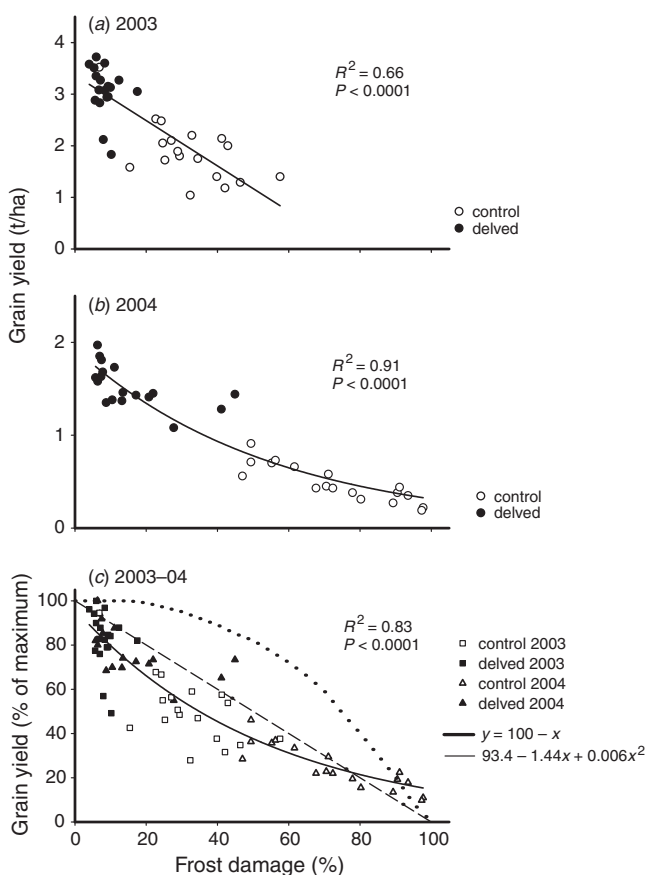 (a) 2003
4
3
2
1
0
R² = 0.66
P < 0.0001
control
delved
Grain yield (t/ha)
(b) 2004
2
1
0
R² = 0.91
P < 0.0001
control
delved
Grain yield (t/ha)
(c) 2003–04
100
80
60
40
20
0
R² = 0.83
P < 0.0001
control 2003
delved 2003
control 2004
delved 2004
y = 100 – x
93.4 – 1.44x + 0.006x²
Grain yield (% of maximum)
0 20 40 60 80 100
Frost damage (%)